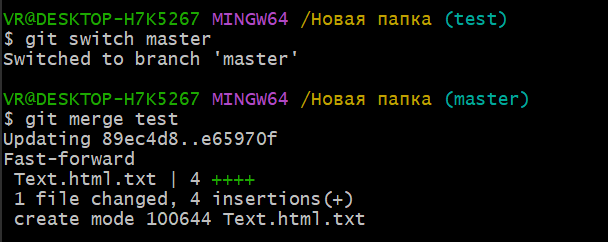 VR@DESKTOP-H7K5267 MINGW64 /Новая папка (test)
$ git switch master
Switched to branch 'master'
VR@DESKTOP-H7K5267 MINGW64 /Новая папка (master)
$ git merge test
Updating 89ec4d8..e65970f
Fast-forward
 Text.html.txt | 4 ++++
 1 file changed, 4 insertions(+)
 create mode 100644 Text.html.txt